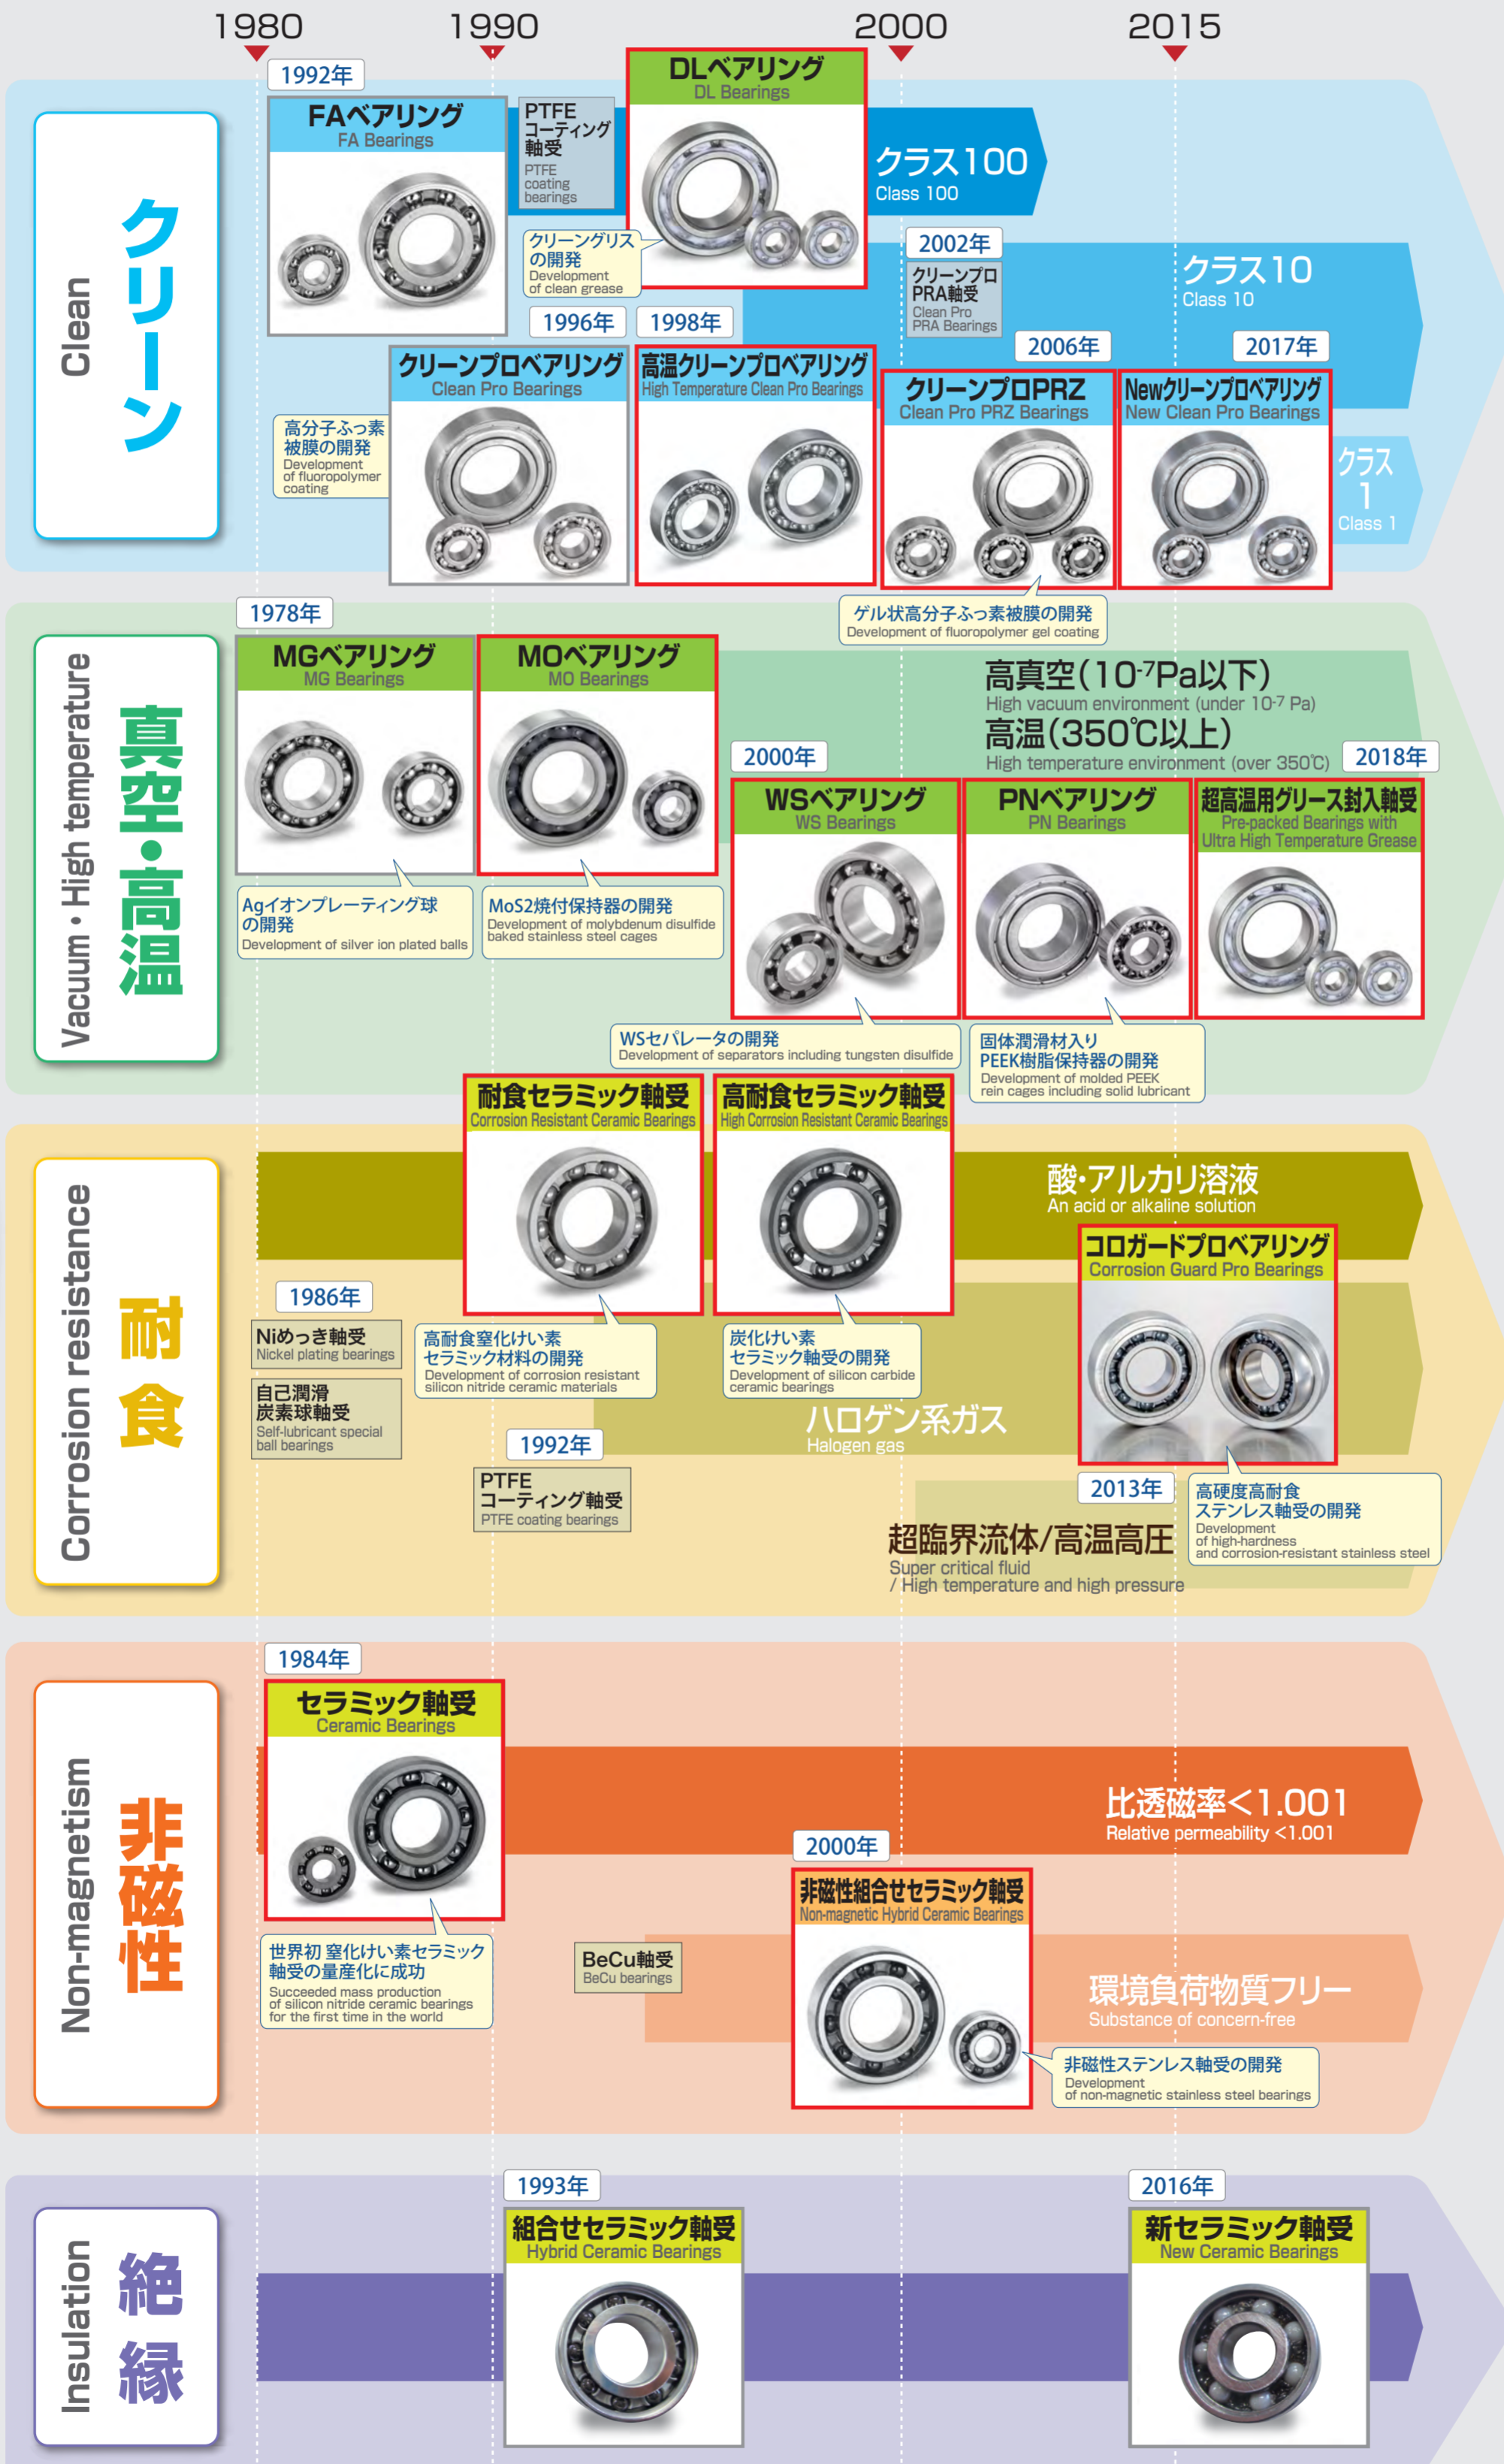 1980
1990
2000
2015
クリーン
Clean
1992年
FAベアリング
FA Bearings
PTFE
コーティング
軸受
PTFE
coating
bearings
DLベアリング
DL Bearings
クラス100
Class 100
クリーングリス
の開発
Development
of clean grease
2002年
クリーンプロ
PRA軸受
Clean Pro
PRA Bearings
クラス10
Class 10
1996年
1998年
2006年
2017年
クリーンプロベアリング
Clean Pro Bearings
高温クリーンプロベアリング
High Temperature Clean Pro Bearings
クリーンプロPRZ
Clean Pro PRZ Bearings
Newクリーンプロベアリング
New Clean Pro Bearings
高分子ふっ素
被膜の開発
Development
of fluoropolymer
coating
クラス
1
Class 1
ゲル状高分子ふっ素被膜の開発
Development of fluoropolymer gel coating
真空・高温
Vacuum・High temperature
1978年
MGベアリング
MG Bearings
MOベアリング
MO Bearings
高真空(10-7Pa以下)
High vacuum environment (under 10-7 Pa)
高温(350℃以上)
High temperature environment (over 350℃)
2000年
2018年
WSベアリング
WS Bearings
PNベアリング
PN Bearings
超高温用グリース封入軸受
Pre-packed Bearings with
Ultra High Temperature Grease
Agイオンプレーティング球
の開発
Development of silver ion plated balls
MoS2焼付保持器の開発
Development of molybdenum disulfide
baked stainless steel cages
WSセパレータの開発
Development of separators including tungsten disulfide
固体潤滑材入り
PEEK樹脂保持器の開発
Development of molded PEEK
rein cages including solid lubricant
耐食
Corrosion resistance
耐食セラミック軸受
Corrosion Resistant Ceramic Bearings
高耐食セラミック軸受
High Corrosion Resistant Ceramic Bearings
酸・アルカリ溶液
An acid or alkaline solution
コロガードプロベアリング
Corrosion Guard Pro Bearings
1986年
Niめっき軸受
Nickel plating bearings
自己潤滑
炭素球軸受
Self-lubricant special
ball bearings
高耐食窒化けい素
セラミック材料の開発
Development of corrosion resistant
silicon nitride ceramic materials
炭化けい素
セラミック軸受の開発
Development of silicon carbide
ceramic bearings
ハロゲン系ガス
Halogen gas
1992年
PTFE
コーティング軸受
PTFE coating bearings
2013年
高硬度高耐食
ステンレス軸受の開発
Development
of high-hardness
and corrosion-resistant stainless steel
超臨界流体/高温高圧
Super critical fluid
/ High temperature and high pressure
非磁性
Non-magnetism
1984年
セラミック軸受
Ceramic Bearings
比透磁率<1.001
Relative permeability <1.001
2000年
非磁性組合せセラミック軸受
Non-magnetic Hybrid Ceramic Bearings
世界初 窒化けい素セラミック
軸受の量産化に成功
Succeeded mass production
of silicon nitride ceramic bearings
for the first time in the world
BeCu軸受
BeCu bearings
環境負荷物質フリー
Substance of concern-free
非磁性ステンレス軸受の開発
Development
of non-magnetic stainless steel bearings
絶縁
Insulation
1993年
組合せセラミック軸受
Hybrid Ceramic Bearings
2016年
新セラミック軸受
New Ceramic Bearings